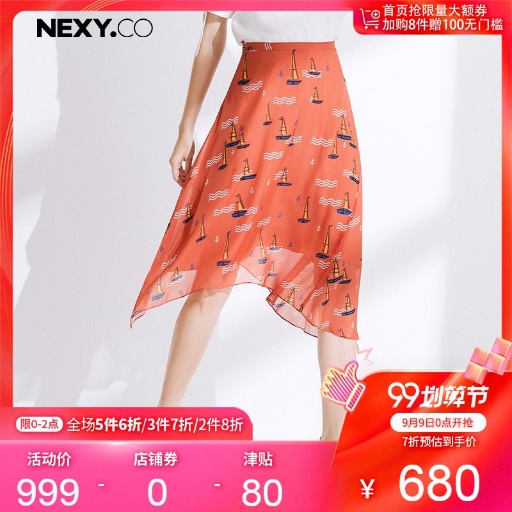 NEXY.CO
首页抢限量大额券
加购8件赠100无门槛
99划算节
9月9日0点开抢
限0-2点 全场5件6折/3件7折/2件8折
7折预估到手价
活动价 店铺券 津贴
999 - 0 - 80
¥ 680